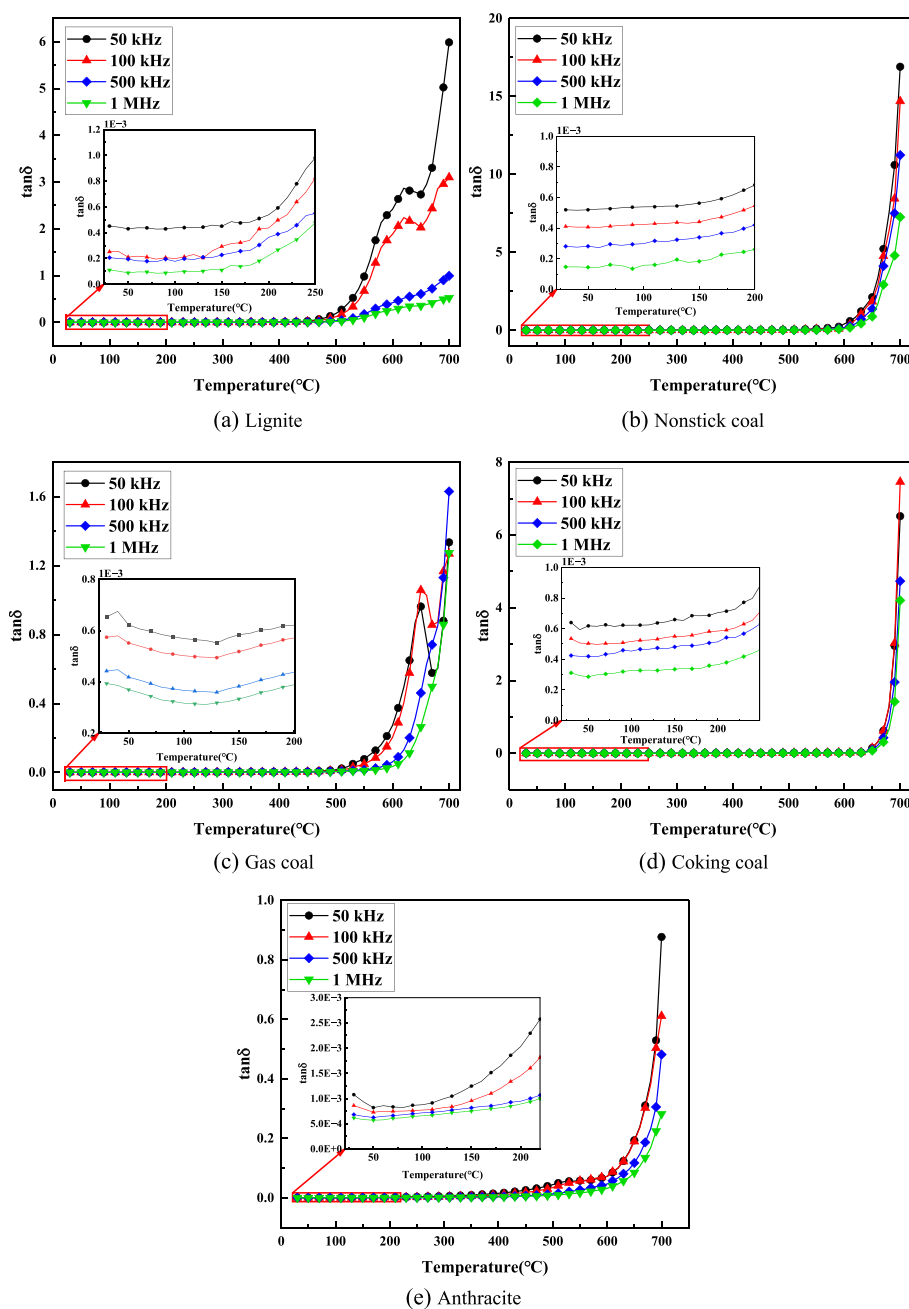 50 kHz
100 kHz
500 kHz
1 MHz
6
5
4
3
2
1
0
tanδ
1E−3
1.2
1.0
0.8
0.6
0.4
0.2
0.0
tanδ
50 100 150 200 250
Temperature(°C)
0 100 200 300 400 500 600 700
Temperature(°C)
(a) Lignite
50 kHz
100 kHz
500 kHz
1 MHz
20
15
10
5
0
tanδ
1E−3
1.0
0.8
0.6
0.4
0.2
0.0
tanδ
50 100 150 200
Temperature(°C)
0 100 200 300 400 500 600 700
Temperature(°C)
(b) Nonstick coal
50 kHz
100 kHz
500 kHz
1 MHz
1.6
1.2
0.8
0.4
0.0
tanδ
1E−3
0.8
0.6
0.4
0.2
tanδ
50 100 150 200
Temperature(°C)
0 100 200 300 400 500 600 700
Temperature(°C)
(c) Gas coal
50 kHz
100 kHz
500 kHz
1 MHz
8
6
4
2
0
tanδ
1E−3
1.0
0.8
0.6
0.4
0.2
0.0
tanδ
50 100 150 200
Temperature(°C)
0 100 200 300 400 500 600 700
Temperature(°C)
(d) Coking coal
50 kHz
100 kHz
500 kHz
1 MHz
1.0
0.8
0.6
0.4
0.2
0.0
tanδ
3.0E−3
2.5E−3
2.0E−3
1.5E−3
1.0E−3
5.0E−4
0.0E+0
tanδ
50 100 150 200
Temperature(°C)
0 100 200 300 400 500 600 700
Temperature(°C)
(e) Anthracite